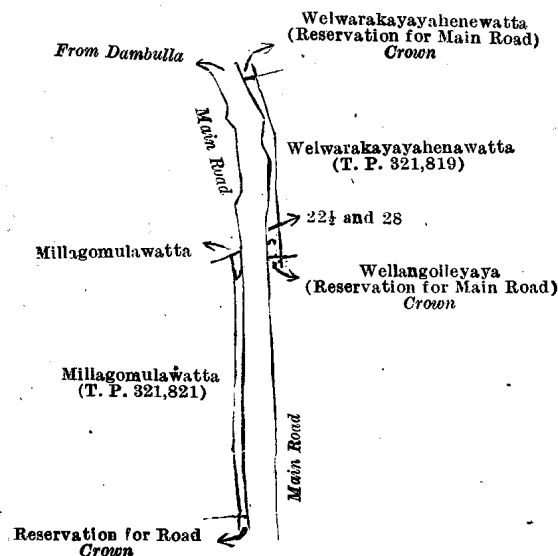 Welwarakayayahenewatta
(Reservation for Main Road)
Crown
From Dambulla
Main Road
Welwarakayayahenawatta
(T. P. 321,819)
22½ and 28
Millagomulawatta
Wellangolleyaya
(Reservation for Main Road)
Crown
Millagomulawatta
(T. P. 321,821)
Main Road
Reservation for Road
Crown